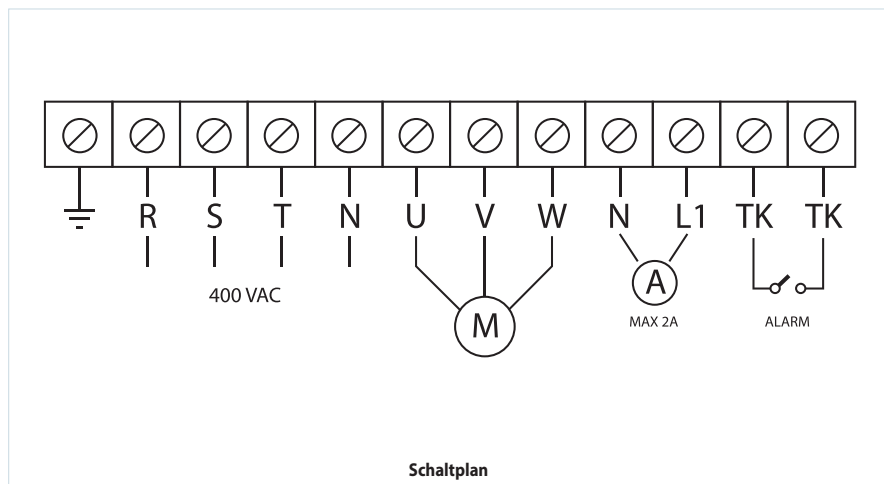 R S T N U V W N L1 TK TK
400 VAC
A
MAX 2A
ALARM
M
Schaltplan